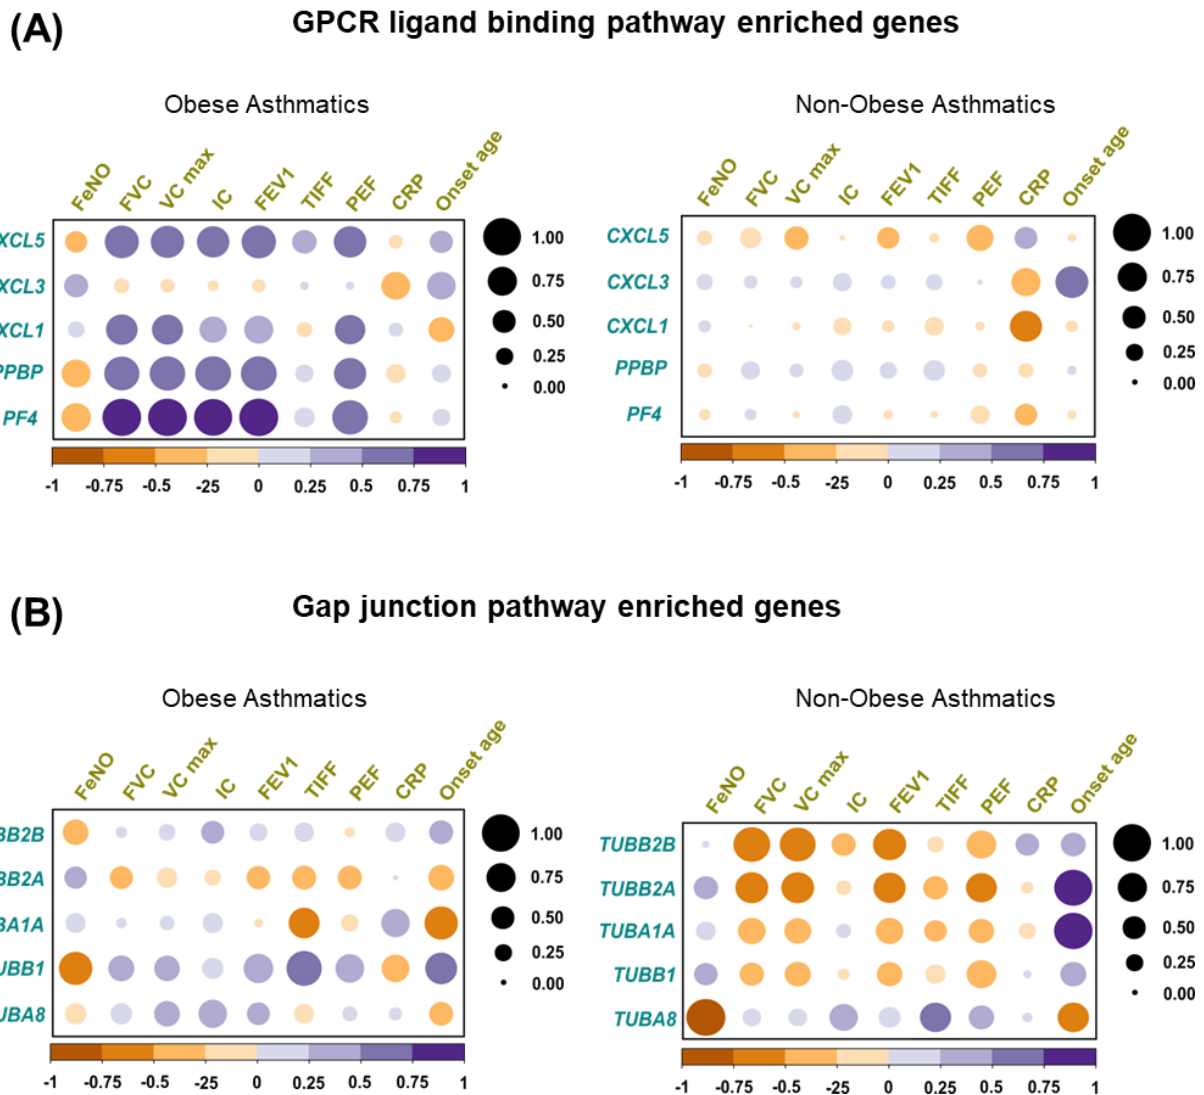 (A) GPCR ligand binding pathway enriched genes
Obese Asthmatics
FeNO FVC VC max IC FEV1 TIFF PEF CRP Onset age
XCL5
XCL3
XCL1
PPBP
PF4
1.00
0.75
0.50
0.25
0.00
-1 -0.75 -0.5 -25 0 0.25 0.5 0.75 1
Non-Obese Asthmatics
FeNO FVC VC max IC FEV1 TIFF PEF CRP Onset age
CXCL5
CXCL3
CXCL1
PPBP
PF4
1.00
0.75
0.50
0.25
0.00
-1 -0.75 -0.5 -25 0 0.25 0.5 0.75 1
(B) Gap junction pathway enriched genes
Obese Asthmatics
FeNO FVC VC max IC FEV1 TIFF PEF CRP Onset age
BB2B
BB2A
BA1A
UBB1
UBA8
1.00
0.75
0.50
0.25
0.00
-1 -0.75 -0.5 -25 0 0.25 0.5 0.75 1
Non-Obese Asthmatics
FeNO FVC VC max IC FEV1 TIFF PEF CRP Onset age
TUBB2B
TUBB2A
TUBA1A
TUBB1
TUBA8
1.00
0.75
0.50
0.25
0.00
-1 -0.75 -0.5 -25 0 0.25 0.5 0.75 1